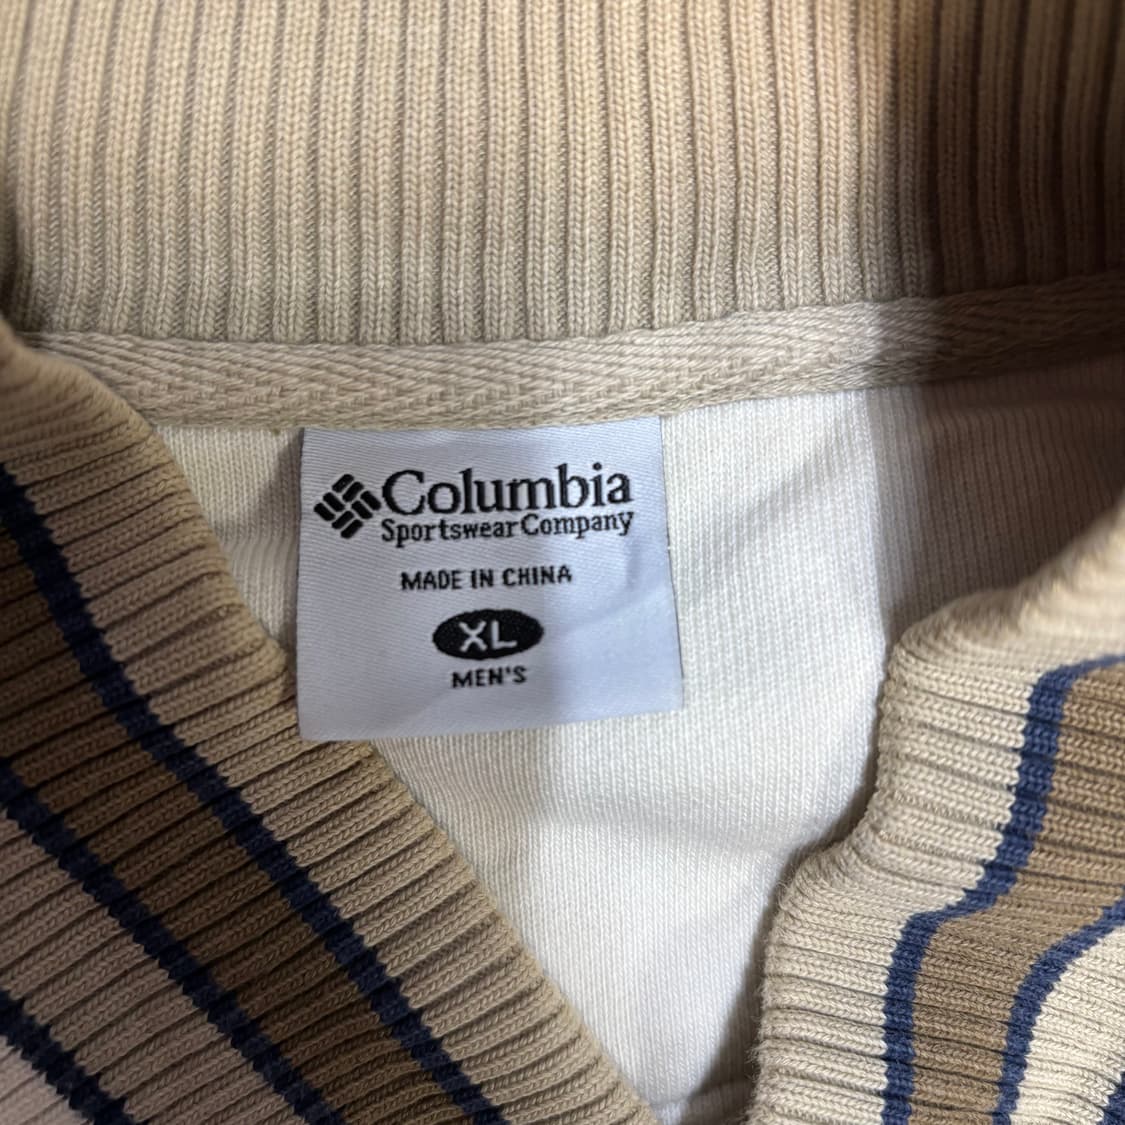 Columbia
Sportswear Company
MADE IN CHINA
XL
MEN'S